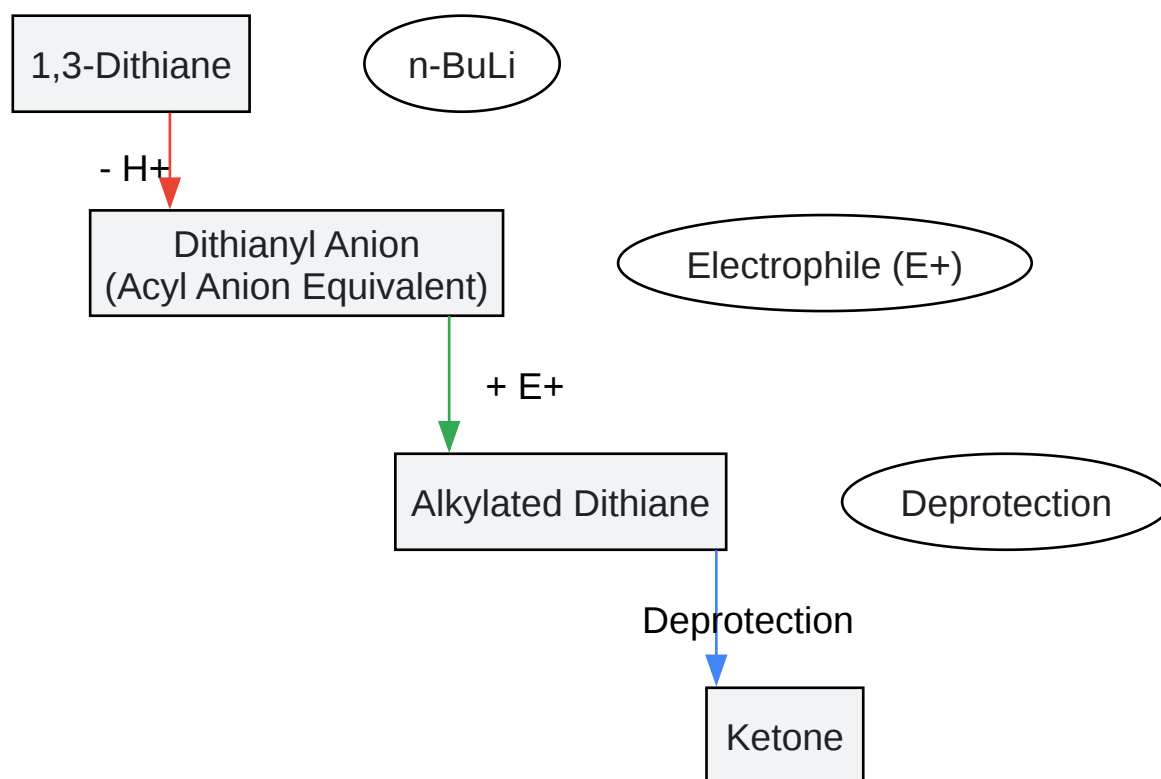 1,3-Dithiane
n-BuLi
- H+
Dithianyl Anion
(Acyl Anion Equivalent)
Electrophile (E+)
+ E+
Alkylated Dithiane
Deprotection
Deprotection
Ketone